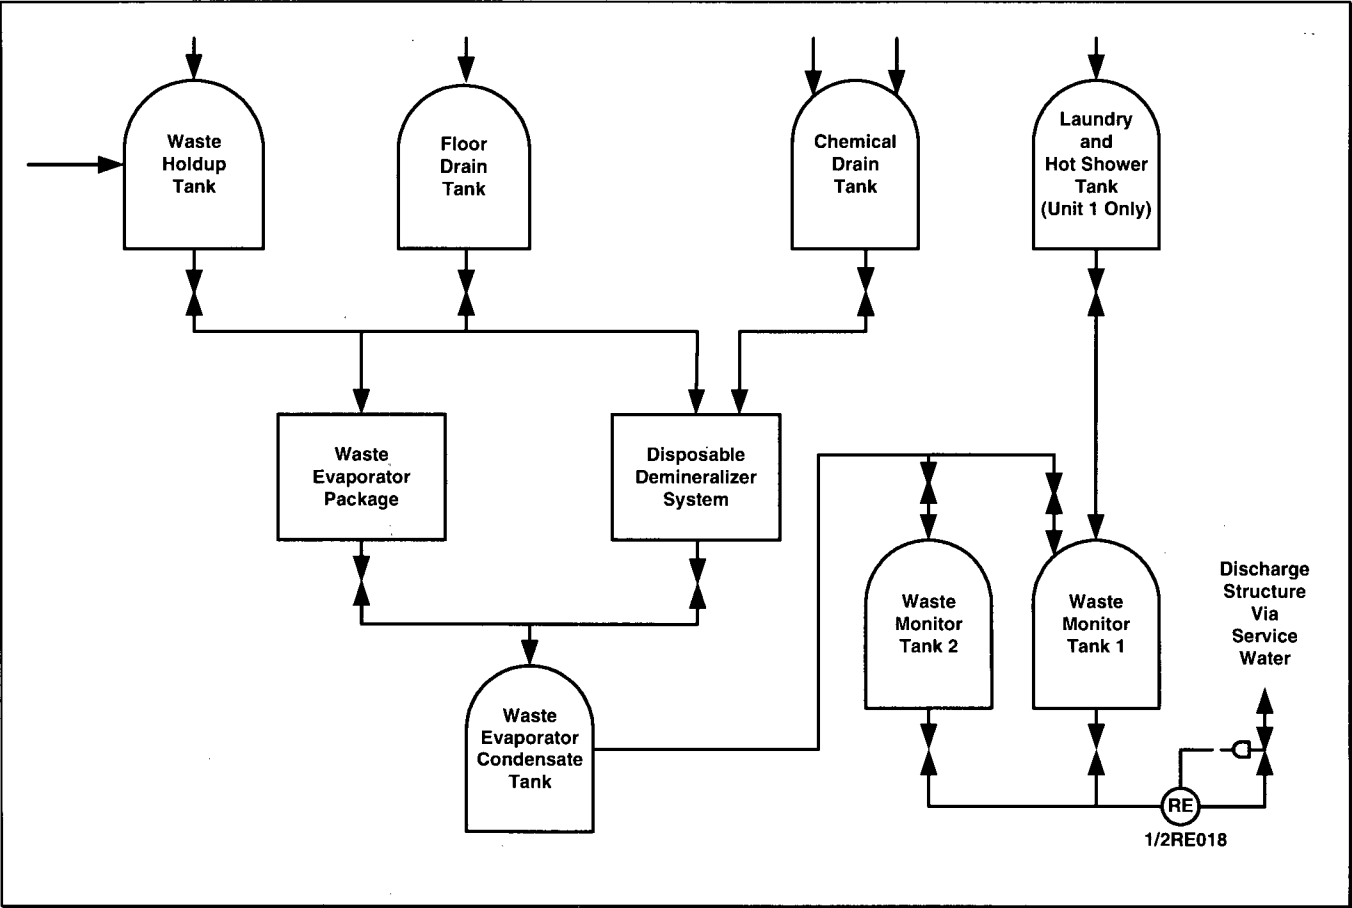 Waste
Holdup
Tank
Floor
Drain
Tank
Chemical
Drain
Tank
Laundry
and
Hot Shower
Tank
(Unit 1 Only)
Waste
Evaporator
Package
Disposable
Demineralizer
System
Waste
Monitor
Tank 2
Waste
Monitor
Tank 1
Discharge
Structure
Via
Service
Water
Waste
Evaporator
Condensate
Tank
RE
1/2RE018